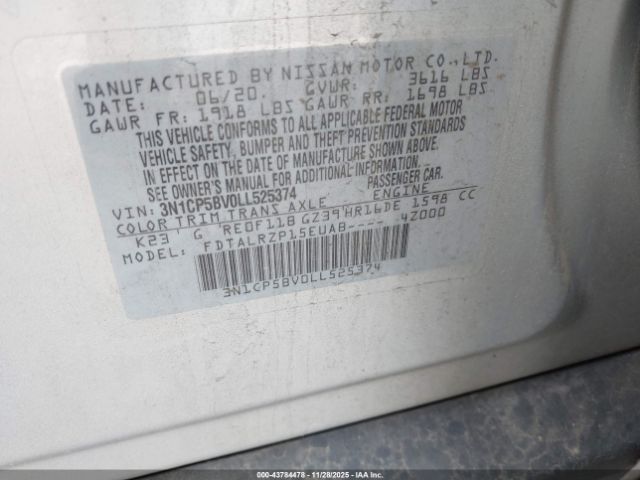 MANUFACTURED BY NISSAN MOTOR CO.,LTD.
DATE: 06/20. GVWR: 3616 LBS
GAWR FR: 1918 LBS GAWR RR: 1698 LBS
THIS VEHICLE CONFORMS TO ALL APPLICABLE FEDERAL MOTOR
VEHICLE SAFETY, BUMPER AND THEFT PREVENTION STANDARDS
IN EFFECT ON THE DATE OF MANUFACTURE SHOWN ABOVE.
SEE OWNER'S MANUAL FOR ADDITIONAL INFORMATION.
VIN: 3N1CP5BV0LL525374 PASSENGER CAR.
COLOR TRIM TRANS AXLE ENGINE
K23 G RE0F11B GZ39 HR16DE 1598 CC
MODEL: FDTALRZP15EUAB---- 4Z000
3N1CP5BV0LL525374
000-43784478 | 11/28/2025 | IAAI.COM